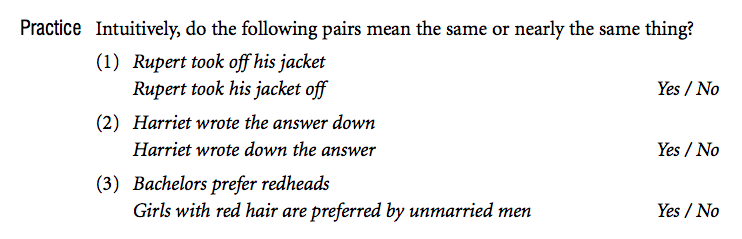 Practice Intuitively, do the following pairs mean the same or nearly the same thing?
(1) Rupert took off his jacket
Rupert took his jacket off Yes / No
(2) Harriet wrote the answer down
Harriet wrote down the answer Yes / No
(3) Bachelors prefer redheads
Girls with red hair are preferred by unmarried men Yes / No